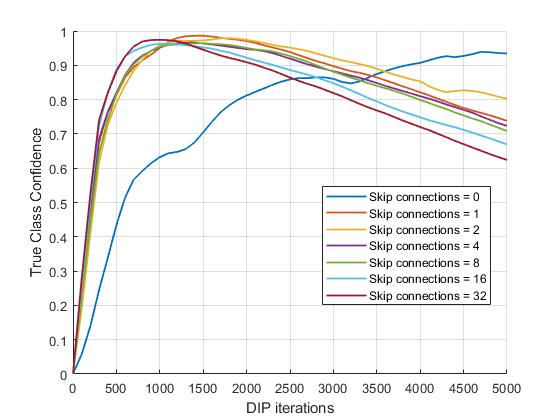 1
0.9
0.8
0.7
0.6
0.5
0.4
0.3
0.2
0.1
0
True Class Confidence
Skip connections = 0
Skip connections = 1
Skip connections = 2
Skip connections = 4
Skip connections = 8
Skip connections = 16
Skip connections = 32
0 500 1000 1500 2000 2500 3000 3500 4000 4500 5000
DIP iterations